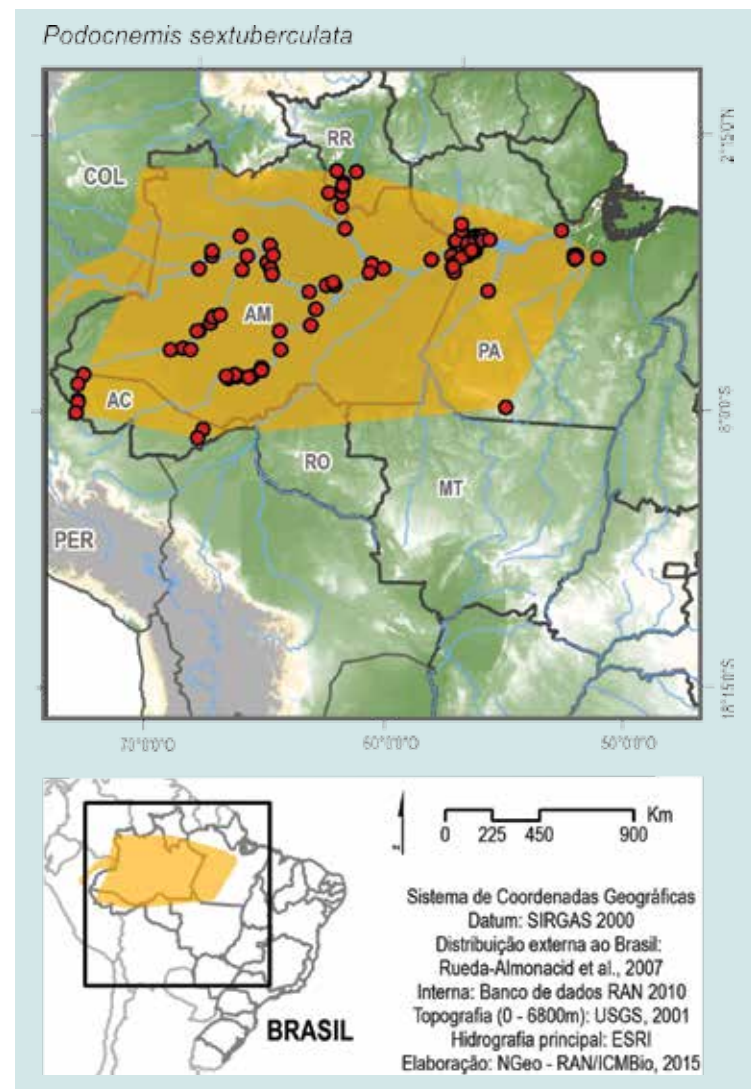 Podocnemis sextuberculata
RR
COL
AM
PA
AC
RO
MT
PER
2°15'0"N
8°0'0"S
18°15'0"S
70°0'0"O
60°0'0"O
50°0'0"O
Km
0 225 450 900
Sistema de Coordenadas Geográficas
Datum: SIRGAS 2000
Distribuição externa ao Brasil:
Rueda-Almonacid et al., 2007
Interna: Banco de dados RAN 2010
Topografia (0 - 6800m): USGS, 2001
Hidrografia principal: ESRI
Elaboração: NGeo - RAN/ICMBio, 2015
BRASIL